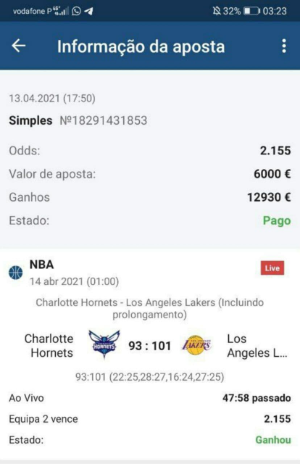 vodafone P 32% 03:23
Informação da aposta
13.04.2021 (17:50)
Simples Nº18291431853
Odds: 2.155
Valor de aposta: 6000 €
Ganhos 12930 €
Estado: Pago
NBA Live
14 abr 2021 (01:00)
Charlotte Hornets - Los Angeles Lakers (Incluindo
prolongamento)
Charlotte Los
HORNETS 93 : 101 LAKERS
Hornets Angeles L...
93:101 (22:25,28:27,16:24,27:25)
Ao Vivo 47:58 passado
Equipa 2 vence 2.155
Estado: Ganhou